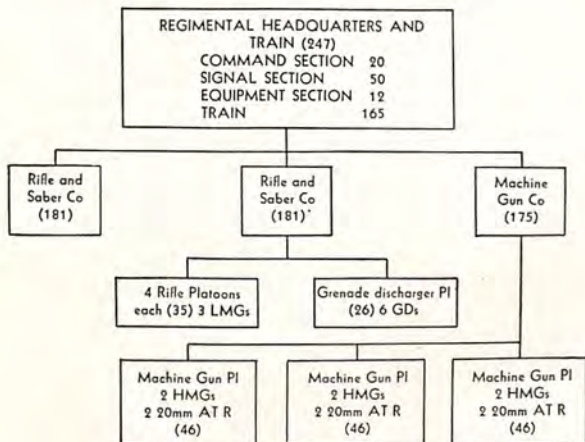 REGIMENTAL HEADQUARTERS AND
TRAIN (247)
COMMAND SECTION 20
SIGNAL SECTION 50
EQUIPMENT SECTION 12
TRAIN 165
Rifle and
Saber Co
(181)
Rifle and
Saber Co
(181)
Machine
Gun Co
(175)
4 Rifle Platoons
each (35) 3 LMGs
Grenade discharger Pl
(26) 6 GDs
Machine Gun Pl
2 HMGs
2 20mm AT R
(46)
Machine Gun Pl
2 HMGs
2 20mm AT R
(46)
Machine Gun Pl
2 HMGs
2 20mm AT R
(46)